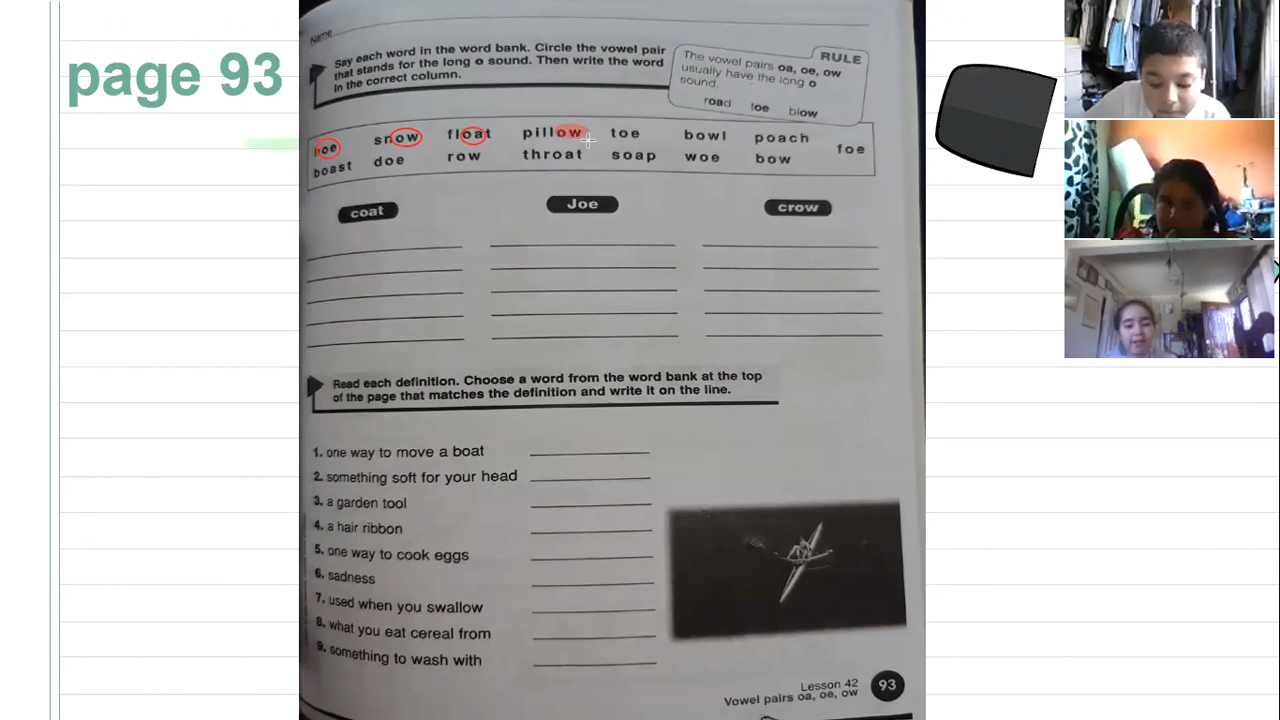 page 93
Name
Say each word in the word bank. Circle the vowel pair
that stands for the long o sound. Then write the word
in the correct column.
RULE
The vowel pairs oa, oe, ow
usually have the long o
sound.
road toe blow
hoe snow float pillow toe bowl poach foe
boast doe row throat soap woe bow
coat Joe crow
Read each definition. Choose a word from the word bank at the top
of the page that matches the definition and write it on the line.
1. one way to move a boat
2. something soft for your head
3. a garden tool
4. a hair ribbon
5. one way to cook eggs
6. sadness
7. used when you swallow
8. what you eat cereal from
9. something to wash with
Lesson 42
Vowel pairs oa, oe, ow
93